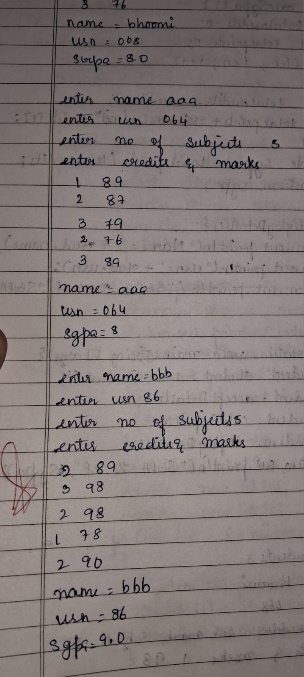 3 76
name = bhoomi
usn = 068
sgpa = 8.0
enter name aaa
enter usn 064
enter no of subjects 5
enter credits & marks
1 89
2 87
3 79
2 76
3 89
name = aaa
usn = 064
sgpa = 8
enter name = bbb
enter usn 86
enter no of subjects 5
enter credits & marks
2 89
3 98
2 98
1 78
2 90
name = bbb
usn = 86
sgpa = 9.0